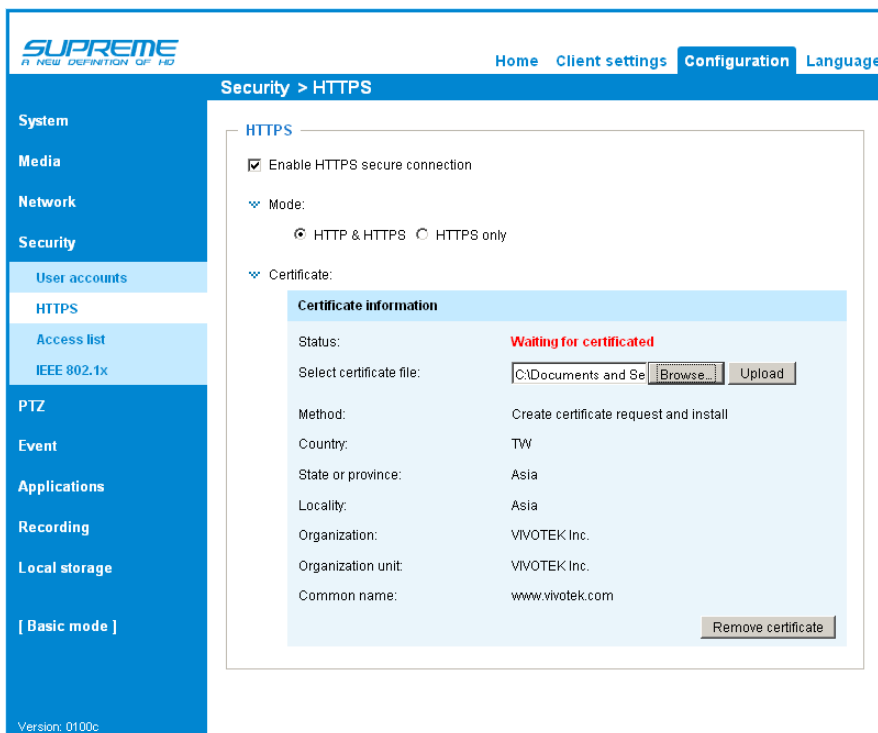 SUPREME
A NEW DEFINITION OF HD
Home Client settings Configuration Language
Security > HTTPS
System
Media
Network
Security
User accounts
HTTPS
Access list
IEEE 802.1x
PTZ
Event
Applications
Recording
Local storage
[ Basic mode ]
Version: 0100c
HTTPS
Enable HTTPS secure connection
Mode:
HTTP & HTTPS HTTPS only
Certificate:
Certificate information
Status: Waiting for certificated
Select certificate file: C:\Documents and Se Browse... Upload
Method: Create certificate request and install
Country: TW
State or province: Asia
Locality: Asia
Organization: VIVOTEK Inc.
Organization unit: VIVOTEK Inc.
Common name: www.vivotek.com
Remove certificate